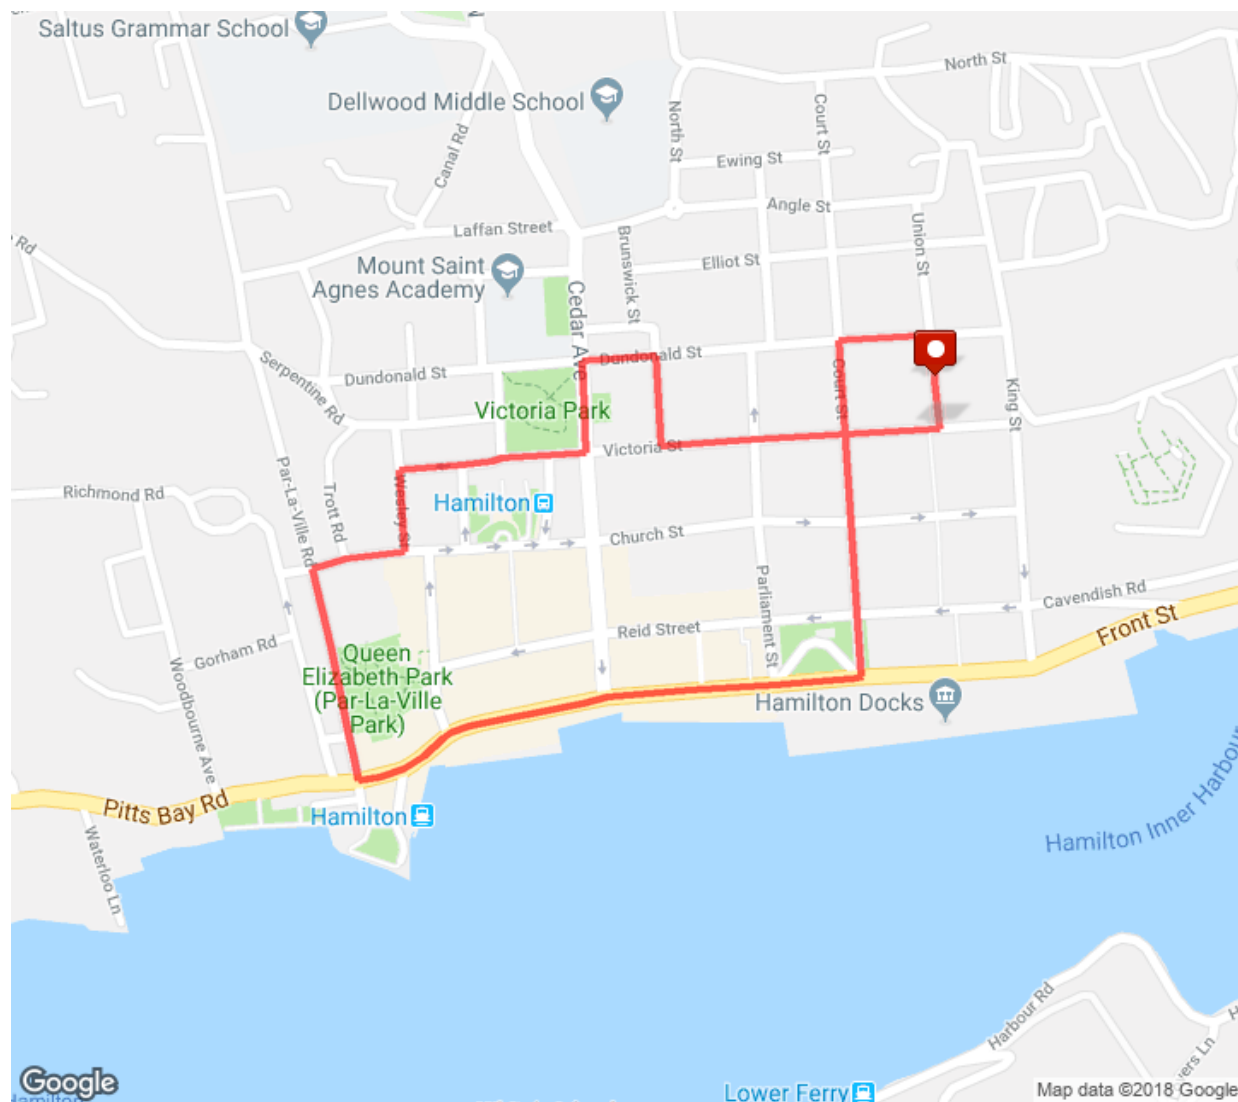 Saltus Grammar School
North St
Dellwood Middle School
Court St
North St
Canal Rd
Ewing St
Angle St
Laffan Street
Union St
Brunswick St
Rd
Elliot St
Mount Saint
Agnes Academy
Cedar Ave
Dundonald St
Serpentine Rd
Dundonald St
Court St
King St
Victoria Park
Victoria St
Par-La-Ville Rd
Wesley St
Richmond Rd
Trott Rd
Hamilton
Church St
Parliament St
Cavendish Rd
Front St
Reid Street
Gorham Rd
Queen
Elizabeth Park
(Par-La-Ville
Park)
Woodbourne Ave
Hamilton Docks
Pitts Bay Rd
Hamilton
Hamilton Inner Harbour
Waterloo Ln
Harbour Rd
Google
Hamilton
Lower Ferry
Map data ©2018 Google